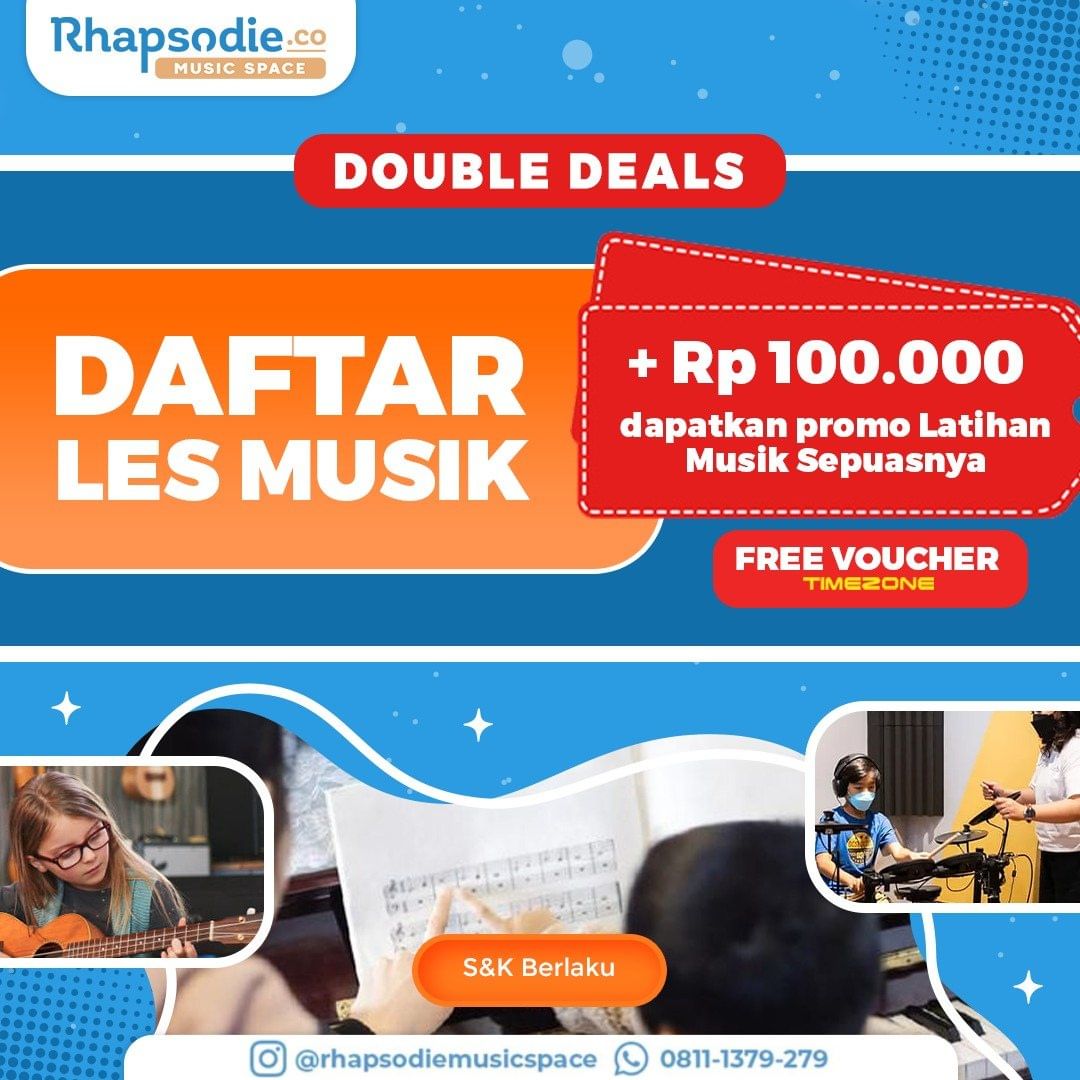 Rhapsodie.co
MUSIC SPACE
DOUBLE DEALS
DAFTAR
LES MUSIK
+ Rp 100.000
dapatkan promo Latihan
Musik Sepuasnya
FREE VOUCHER
TIMEZONE
S&K Berlaku
@rhapsodiemusicspace 0811-1379-279